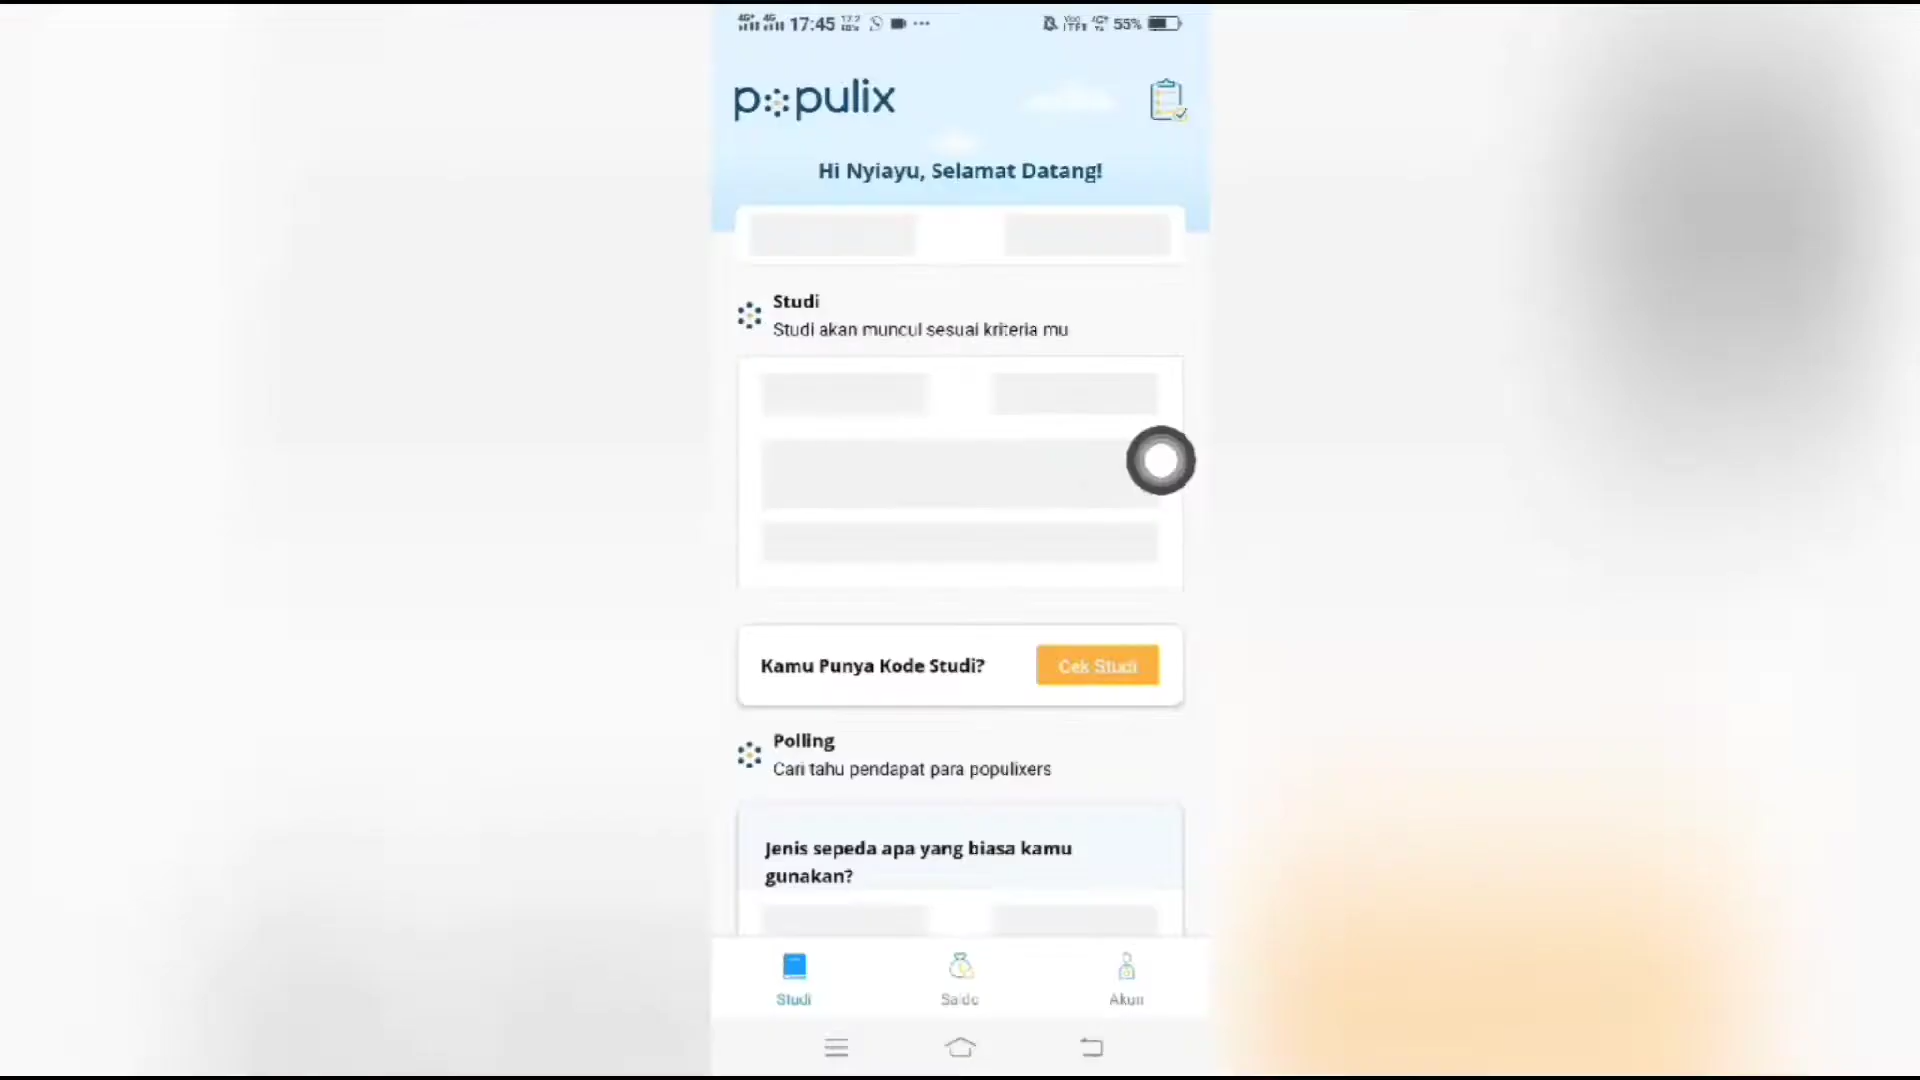 17:45
55%
populix
Hi Nyiayu, Selamat Datang!
Studi
Studi akan muncul sesuai kriteria mu
Kamu Punya Kode Studi?
Cek Studi
Polling
Cari tahu pendapat para populixers
Jenis sepeda apa yang biasa kamu
gunakan?
Studi
Saldo
Akun